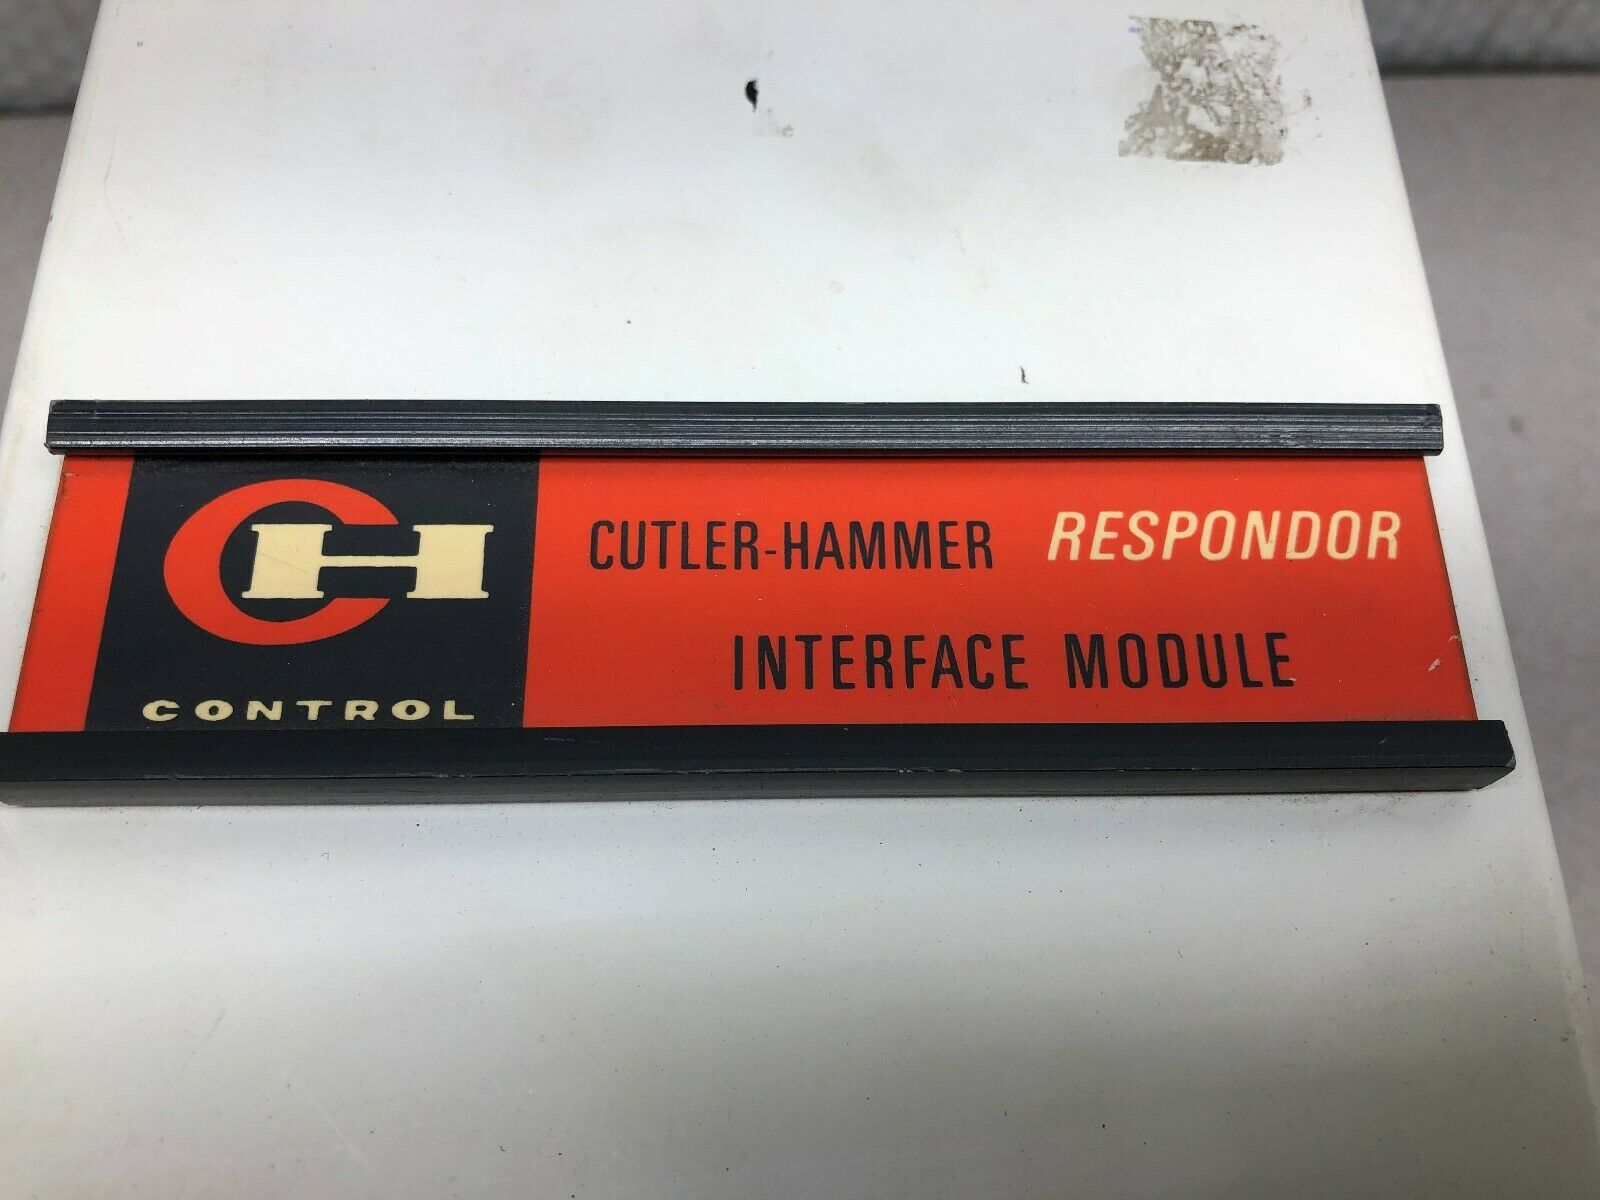 CH
CONTROL
CUTLER-HAMMER RESPONDOR
INTERFACE MODULE